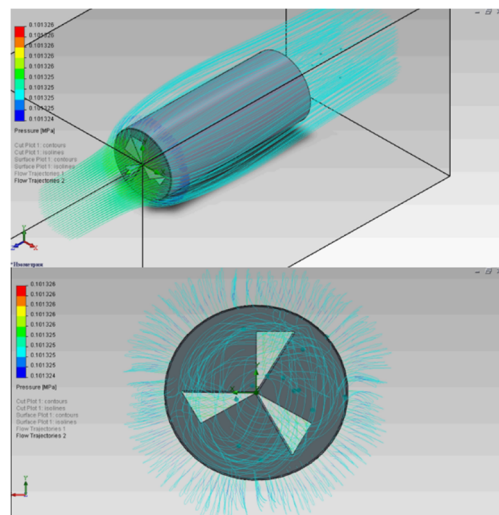 0.101326
0.101326
0.101326
0.101326
0.101325
0.101325
0.101325
0.101325
0.101324
Pressure [MPa]
Cut Plot 1: contours
Cut Plot 1: isolines
Surface Plot 1: contours
Surface Plot 1: isolines
Flow Trajectories 1
Flow Trajectories 2
Y
X
Z
*Изометрия
0.101326
0.101326
0.101326
0.101326
0.101325
0.101325
0.101325
0.101325
0.101324
Pressure [MPa]
Cut Plot 1: contours
Cut Plot 1: isolines
Surface Plot 1: contours
Surface Plot 1: isolines
Flow Trajectories 1
Flow Trajectories 2
Y